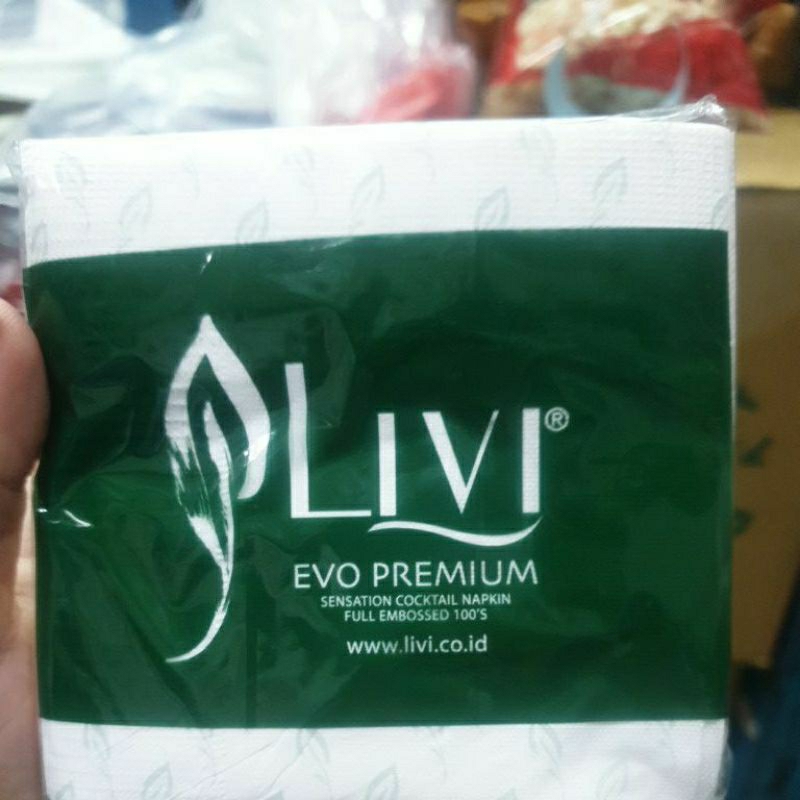 LIVI®
EVO PREMIUM
SENSATION COCKTAIL NAPKIN
FULL EMBOSSED 100'S
www.livi.co.id